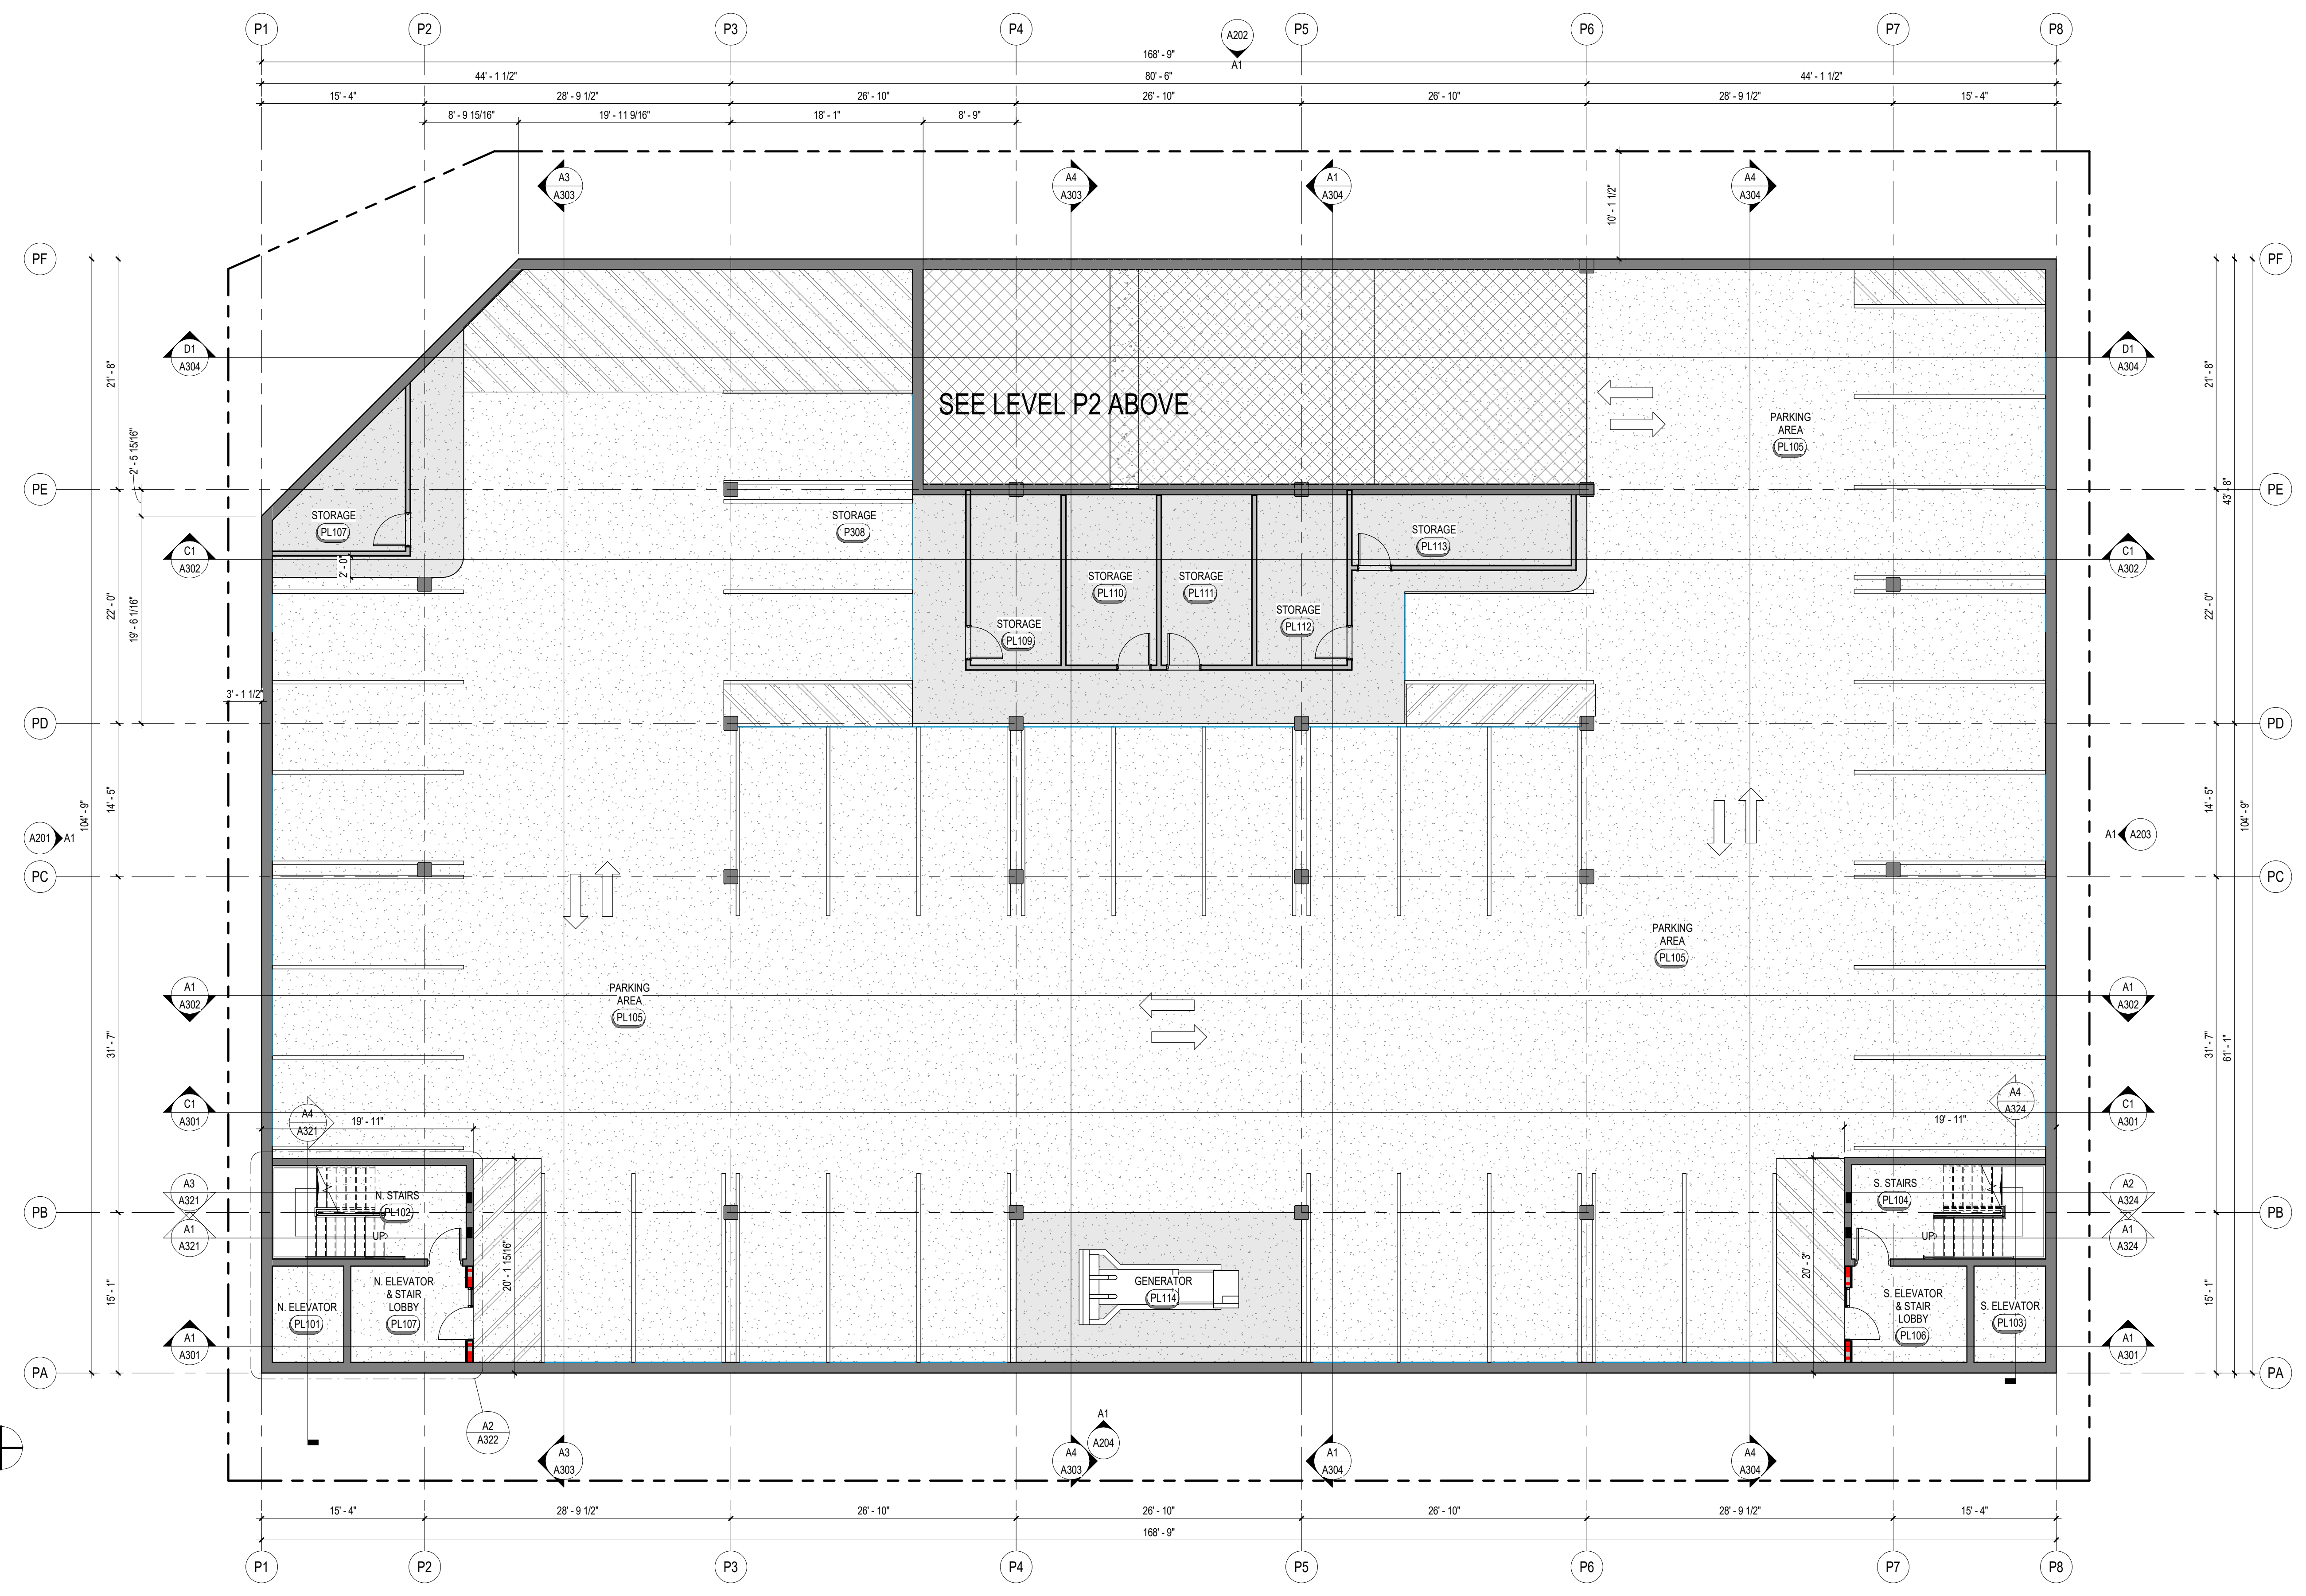 P1 P2 P3 P4 P5 P6 P7 P8
A202
A1
168' - 9"
44' - 1 1/2" 80' - 6" 44' - 1 1/2"
15' - 4" 28' - 9 1/2" 26' - 10" 26' - 10" 26' - 10" 28' - 9 1/2" 15' - 4"
8' - 9 15/16" 19' - 11 9/16" 18' - 1" 8' - 9"
A3
A303
A4
A303
A1
A304
A4
A304
10' - 1 1/2"
PF PF
D1
A304
D1
A304
21' - 8"
21' - 8"
SEE LEVEL P2 ABOVE
PARKING
AREA
PL105
2' - 5 15/16"
43' - 8"
PE PE
STORAGE
PL107
STORAGE
P308
STORAGE
PL113
C1
A302
C1
A302
2' - 0"
STORAGE
PL110
STORAGE
PL111
STORAGE
PL112
STORAGE
PL109
22' - 0"
19' - 6 1/16"
22' - 0"
3' - 1 1/2"
PD PD
14' - 5"
104' - 9"
14' - 5"
104' - 9"
A201 A1
A1 A203
PC PC
PARKING
AREA
PL105
PARKING
AREA
PL105
A1
A302
A1
A302
31' - 7"
31' - 7"
61' - 1"
C1
A301
C1
A301
A4
A321
19' - 11"
A4
A324
19' - 11"
A3
A321
N. STAIRS
PL102
UP
S. STAIRS
PL104
UP
A2
A324
PB PB
A1
A321
A1
A324
20' - 1 15/16"
20' - 3"
15' - 1"
15' - 1"
N. ELEVATOR
& STAIR
LOBBY
PL107
N. ELEVATOR
PL101
GENERATOR
PL114
S. ELEVATOR
& STAIR
LOBBY
PL106
S. ELEVATOR
PL103
A1
A301
A1
A301
PA PA
A2
A322
A1
A204
A3
A303
A4
A303
A1
A304
A4
A304
15' - 4" 28' - 9 1/2" 26' - 10" 26' - 10" 26' - 10" 28' - 9 1/2" 15' - 4"
168' - 9"
P1 P2 P3 P4 P5 P6 P7 P8